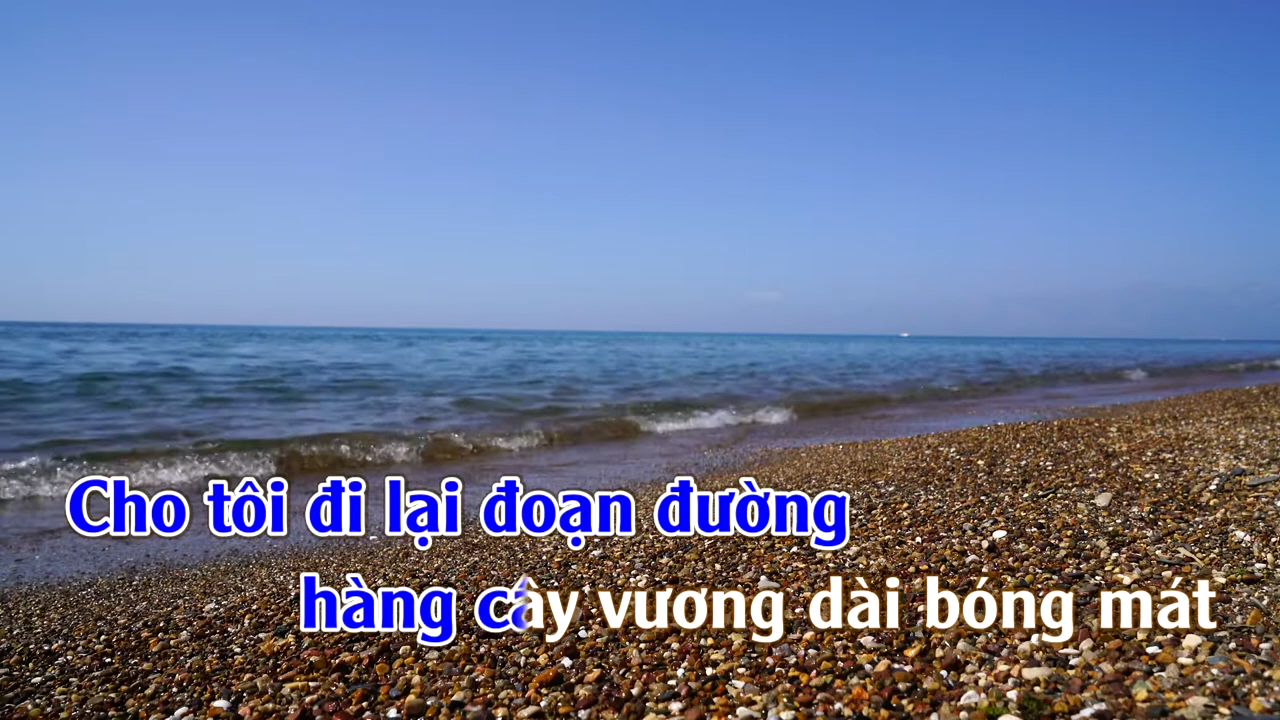 Cho tôi đi lại đoạn đường
hàng cây vương dài bóng mát